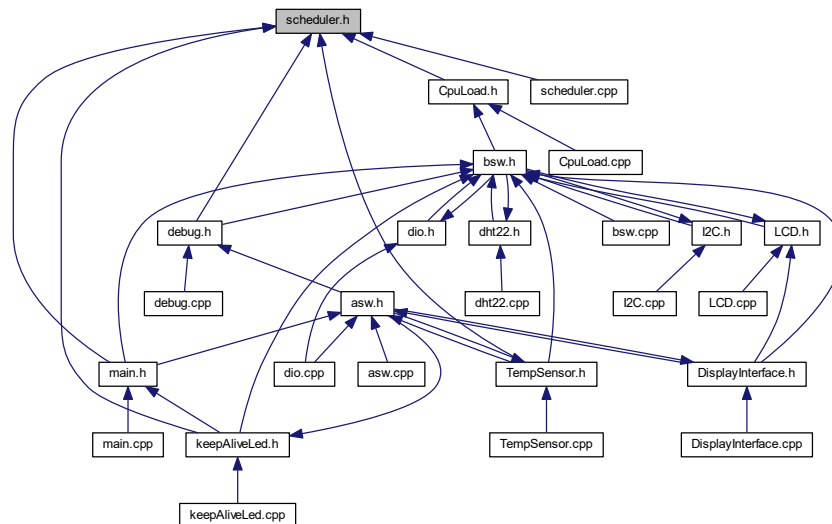 scheduler.h
CpuLoad.h
scheduler.cpp
bsw.h
CpuLoad.cpp
debug.h
dio.h
dht22.h
bsw.cpp
I2C.h
LCD.h
debug.cpp
asw.h
dht22.cpp
I2C.cpp
LCD.cpp
main.h
dio.cpp
asw.cpp
TempSensor.h
DisplayInterface.h
main.cpp
keepAliveLed.h
TempSensor.cpp
DisplayInterface.cpp
keepAliveLed.cpp